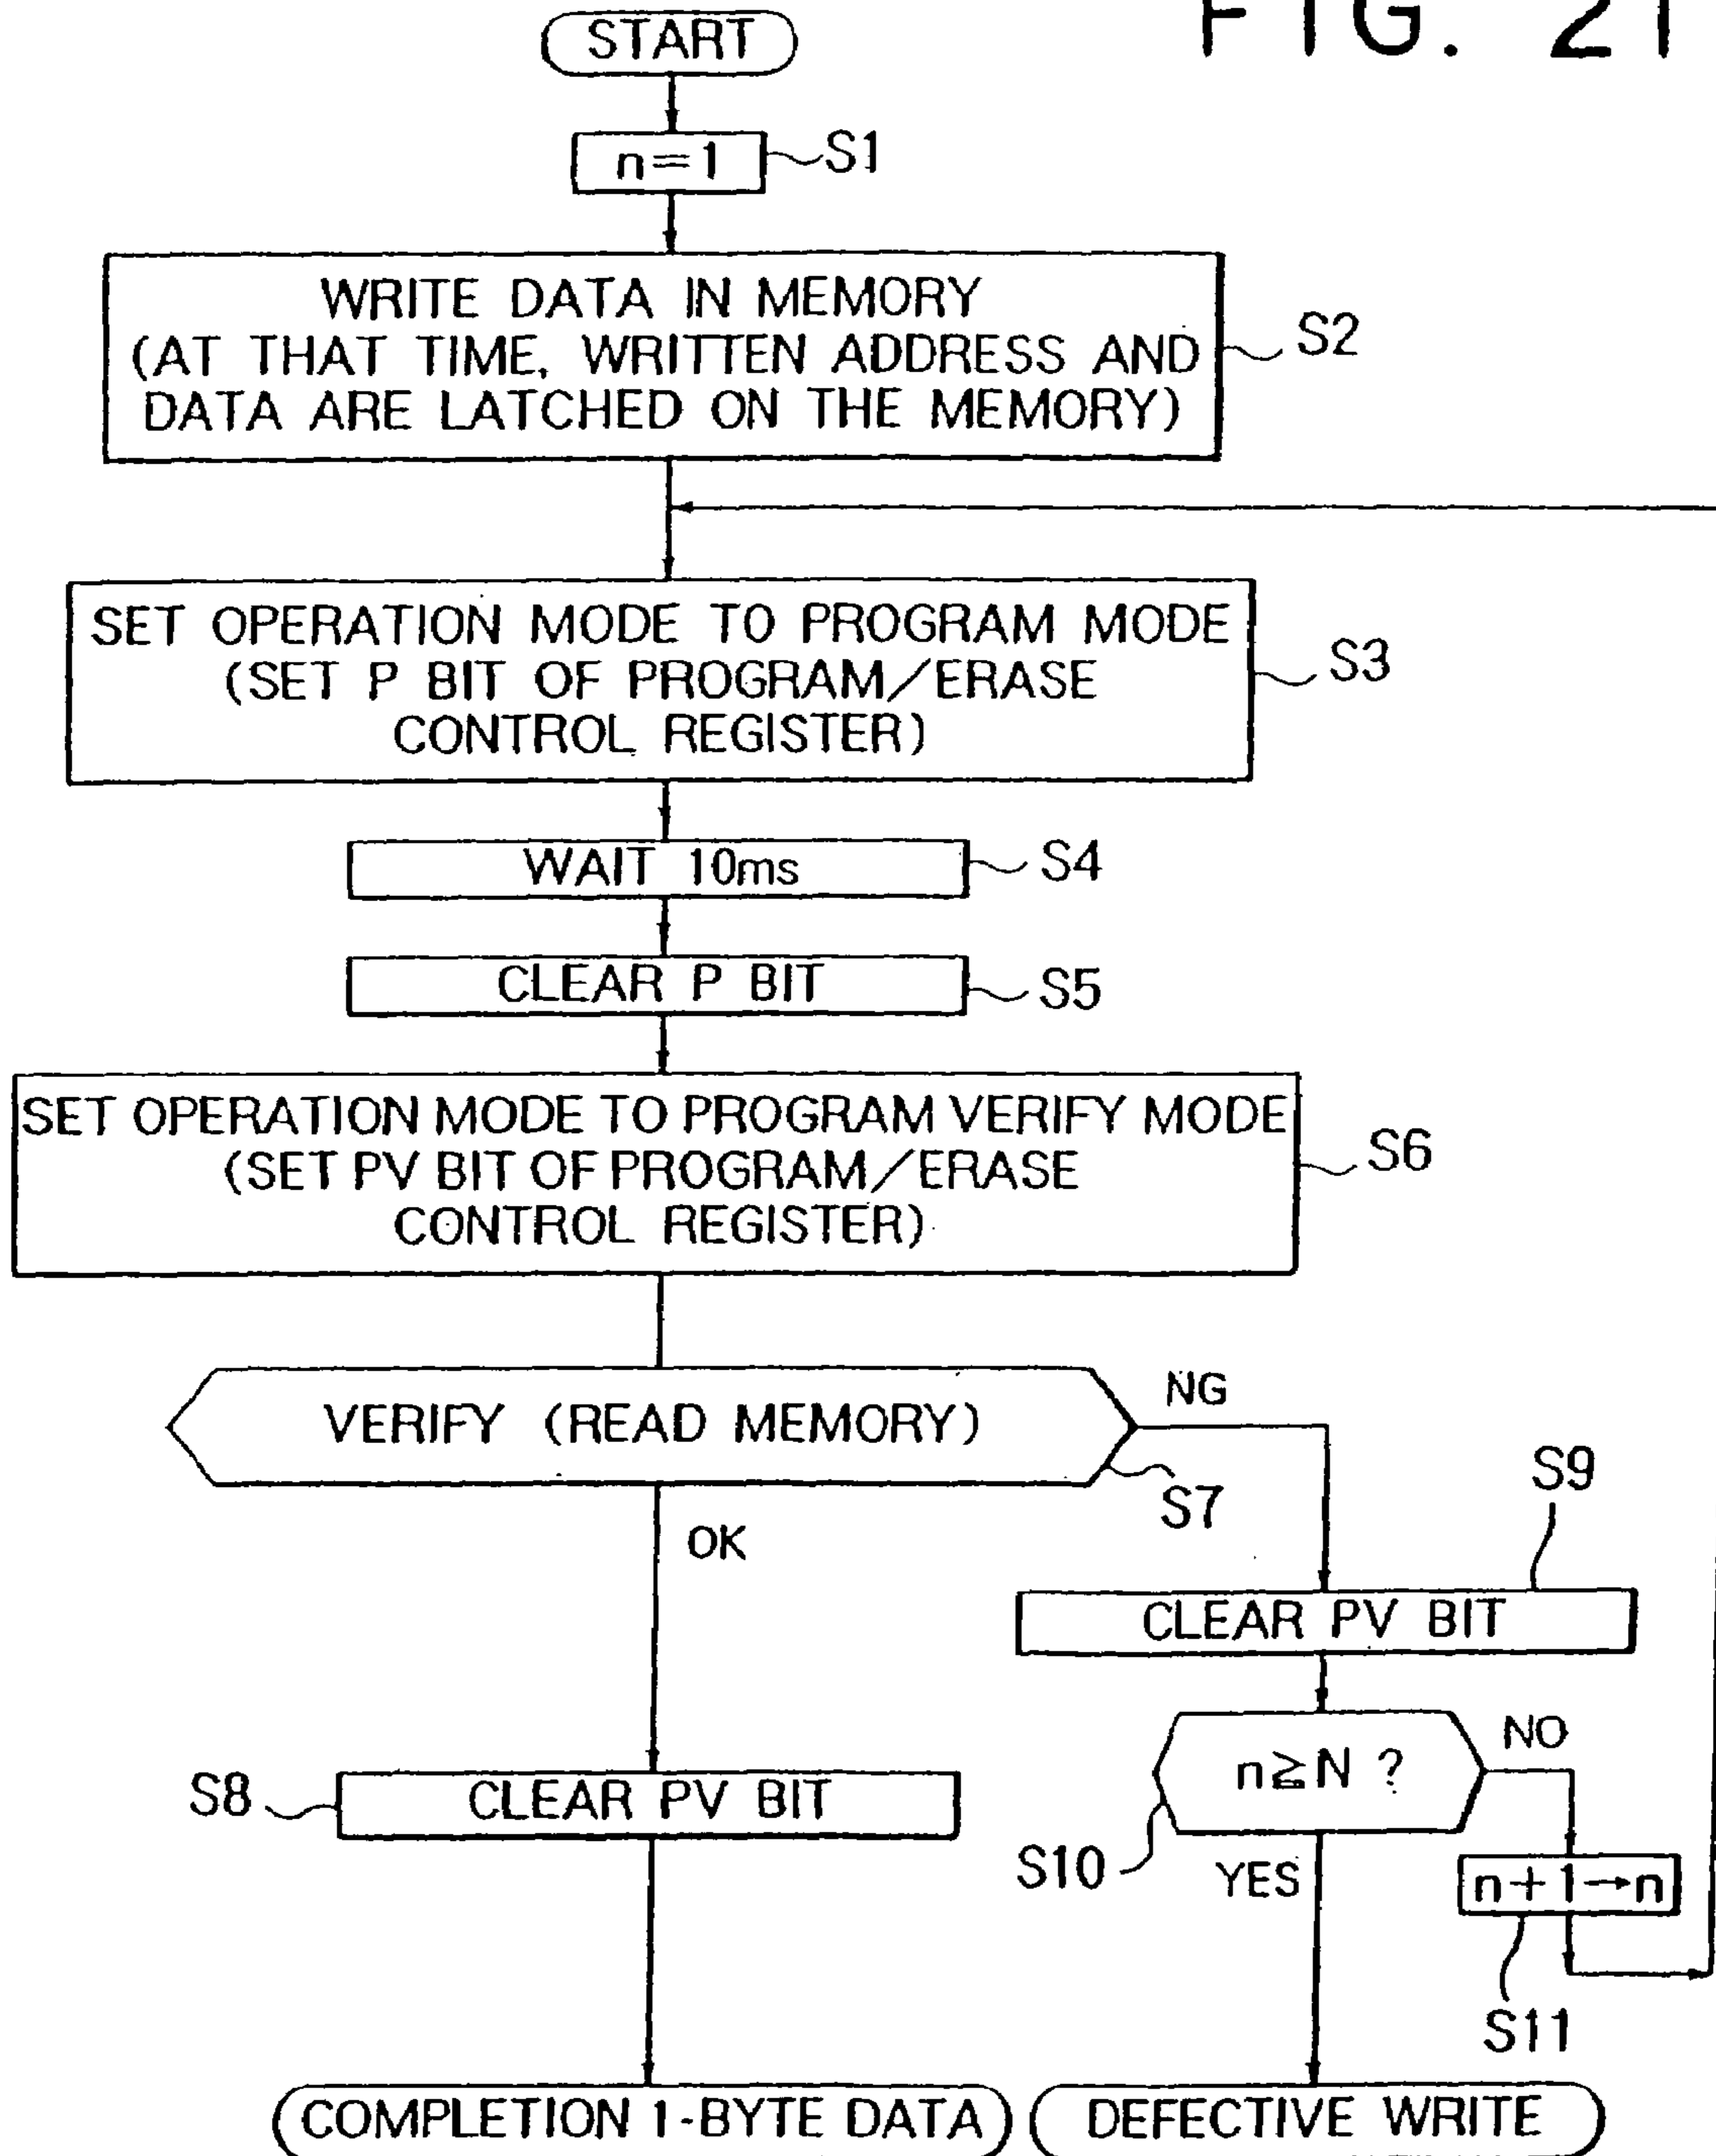 FIG. 21
START
n=1
S1
WRITE DATA IN MEMORY
(AT THAT TIME, WRITTEN ADDRESS AND
DATA ARE LATCHED ON THE MEMORY)
S2
SET OPERATION MODE TO PROGRAM MODE
(SET P BIT OF PROGRAM/ERASE
CONTROL REGISTER)
S3
WAIT 10ms
S4
CLEAR P BIT
S5
SET OPERATION MODE TO PROGRAM VERIFY MODE
(SET PV BIT OF PROGRAM/ERASE
CONTROL REGISTER)
S6
VERIFY (READ MEMORY)
NG
S7
OK
S9
CLEAR PV BIT
n≧N ?
NO
S10
YES
S8
CLEAR PV BIT
n+1→n
S11
COMPLETION 1-BYTE DATA
DEFECTIVE WRITE